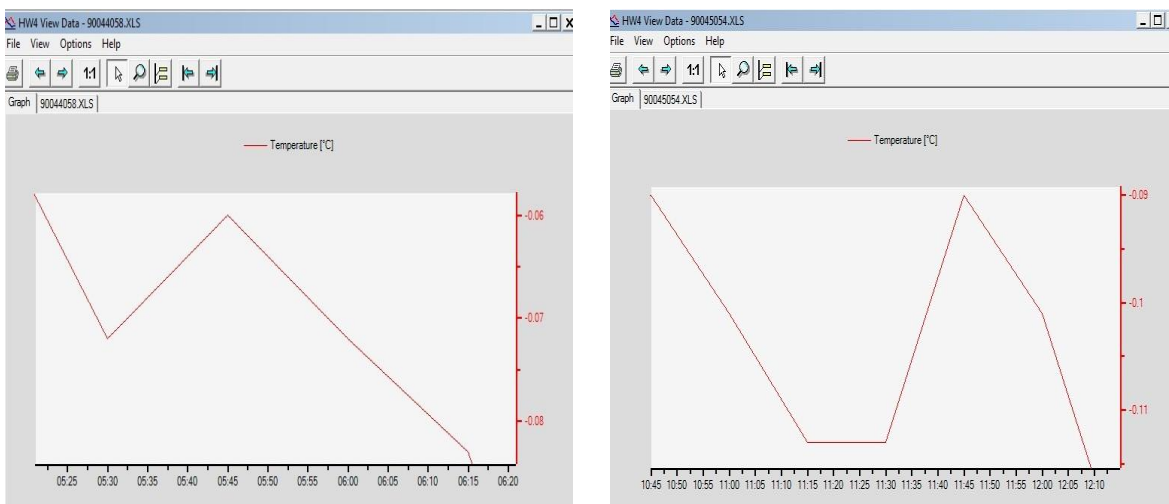 HW4 View Data - 90044058.XLS
File View Options Help
1:1
Graph 90044058.XLS
Temperature [°C]
-0.06
-0.07
-0.08
05:25 05:30 05:35 05:40 05:45 05:50 05:55 06:00 06:05 06:10 06:15 06:20
HW4 View Data - 90045054.XLS
File View Options Help
1:1
Graph 90045054.XLS
Temperature [°C]
-0.09
-0.1
-0.11
10:45 10:50 10:55 11:00 11:05 11:10 11:15 11:20 11:25 11:30 11:35 11:40 11:45 11:50 11:55 12:00 12:05 12:10